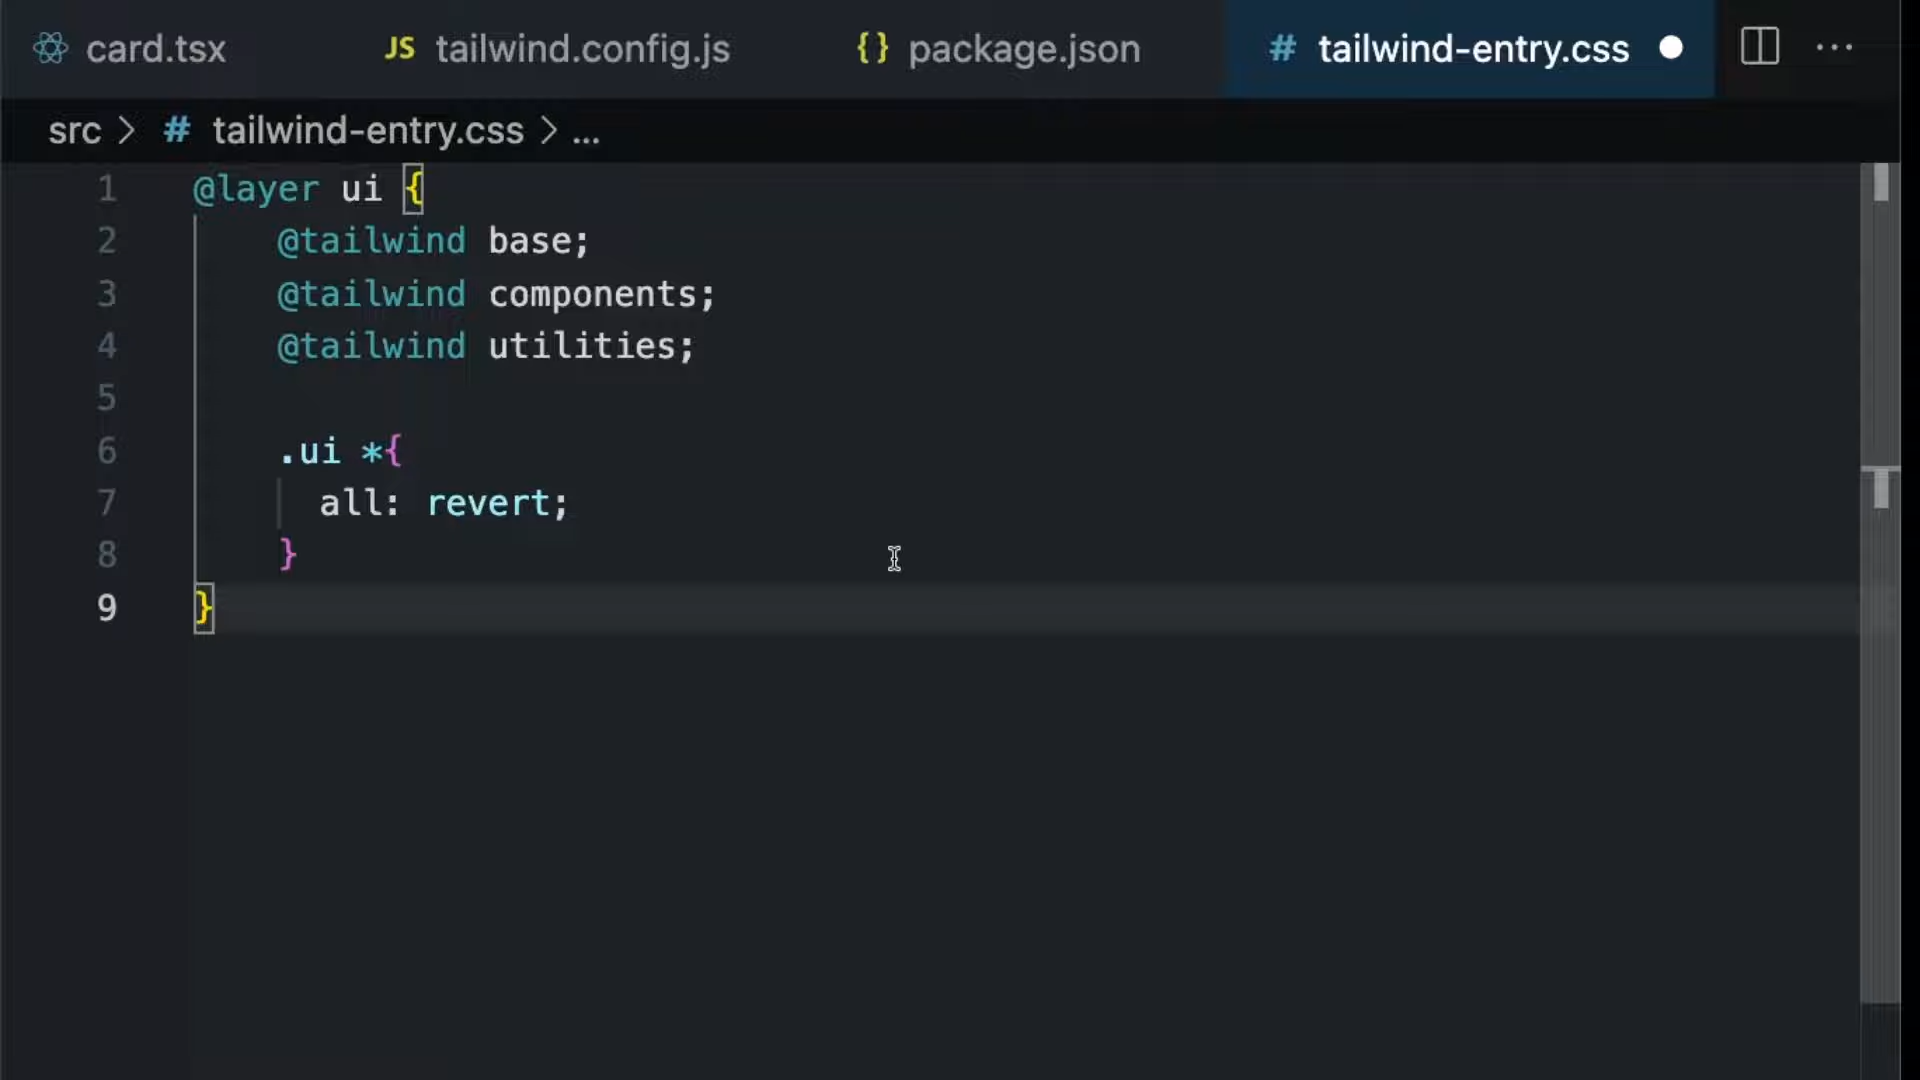 card.tsx JS tailwind.config.js {} package.json # tailwind-entry.css ...
src > # tailwind-entry.css > ...
1 @layer ui {
2 @tailwind base;
3 @tailwind components;
4 @tailwind utilities;
5
6 .ui *{
7 all: revert;
8 }
9 }